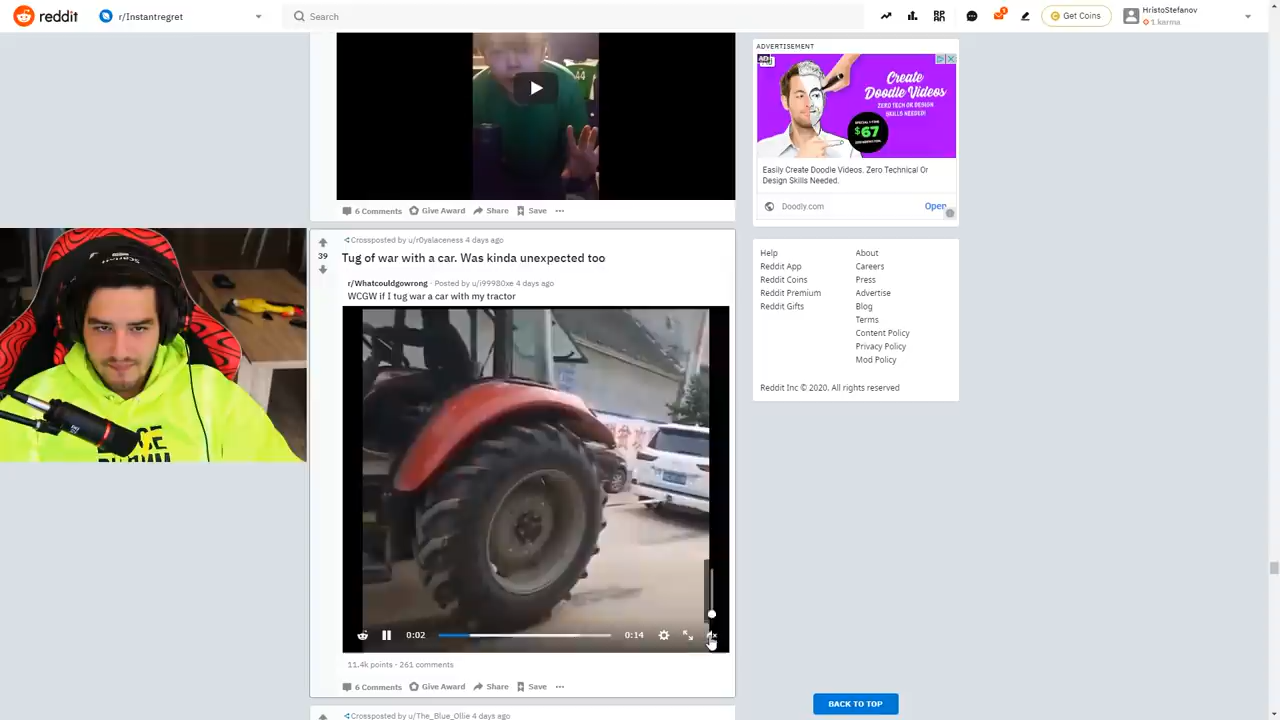 reddit
r/Instantregret
Search
1
Get Coins
HristoStefanov
1 karma
ADVERTISEMENT
AD
Create
Doodle Videos
ZERO TECH OR DESIGN
SKILLS NEEDED!
$67
Easily Create Doodle Videos. Zero Technical Or
Design Skills Needed.
Doodly.com
Open
44
6 Comments
Give Award
Share
Save
39
Crossposted by u/r0yalaceness 4 days ago
Tug of war with a car. Was kinda unexpected too
r/Whatcouldgowrong · Posted by u/i99980xe 4 days ago
WCGW if I tug war a car with my tractor
0:02
0:14
11.4k points · 261 comments
6 Comments
Give Award
Share
Save
Crossposted by u/The_Blue_Ollie 4 days ago
Help
About
Reddit App
Careers
Reddit Coins
Press
Reddit Premium
Advertise
Reddit Gifts
Blog
Terms
Content Policy
Privacy Policy
Mod Policy
Reddit Inc © 2020. All rights reserved
BACK TO TOP